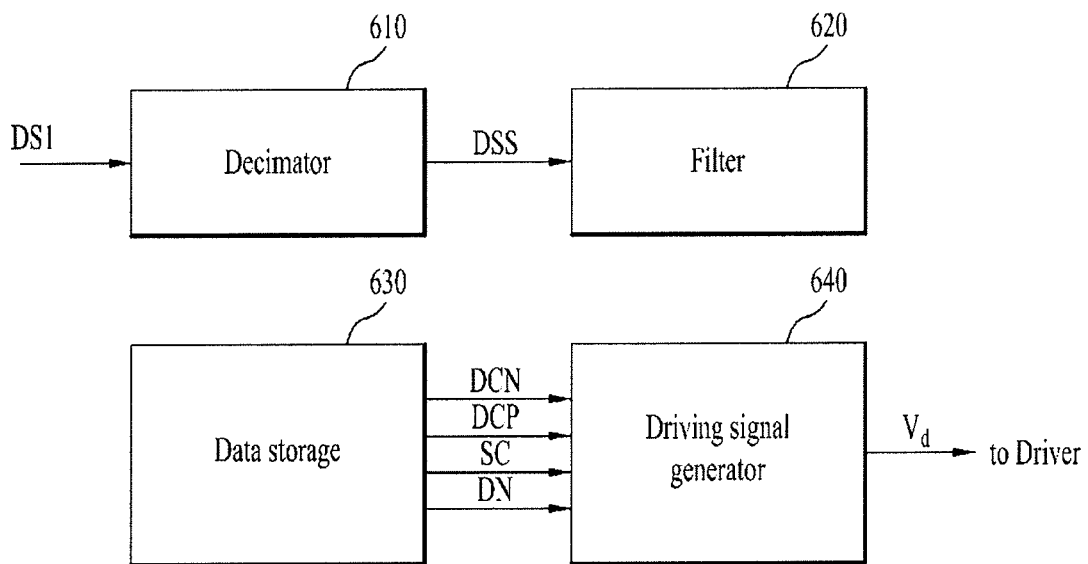 610
620
DS1
Decimator
DSS
Filter
630
640
Data storage
DCN
DCP
SC
DN
Driving signal
generator
Vd
to Driver